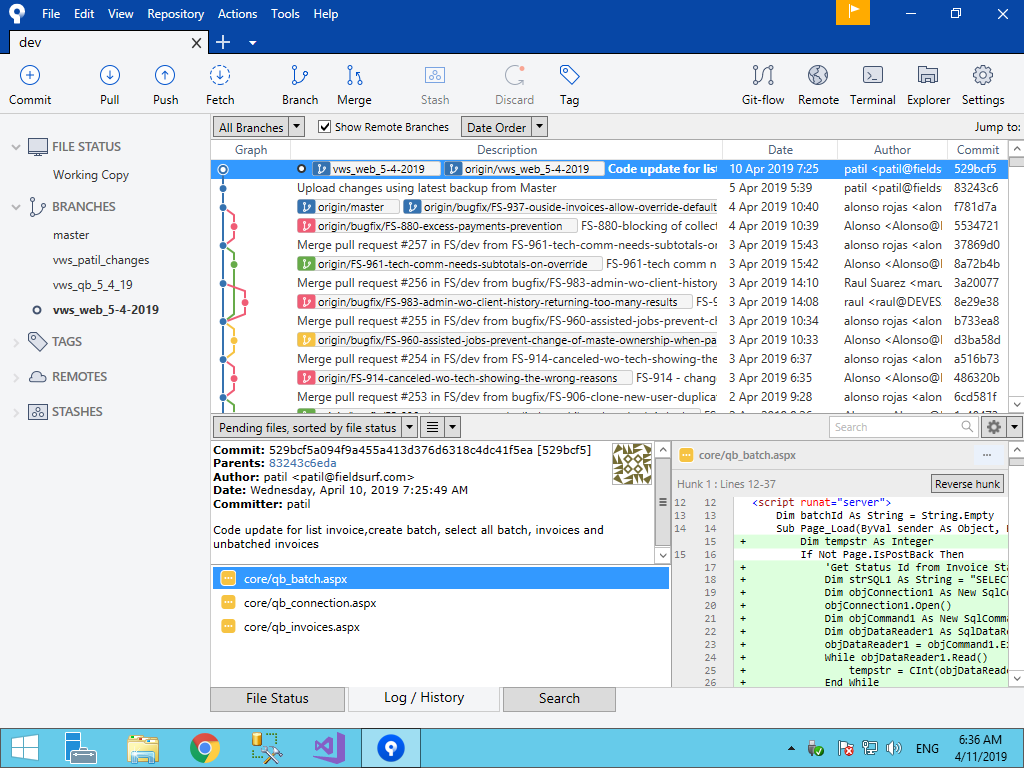 File Edit View Repository Actions Tools Help
dev
Commit Pull Push Fetch Branch Merge Stash Discard Tag Git-flow Remote Terminal Explorer Settings
All Branches Show Remote Branches Date Order Jump to:
FILE STATUS
Working Copy
BRANCHES
master
vws_patil_changes
vws_qb_5_4_19
vws_web_5-4-2019
TAGS
REMOTES
STASHES
Graph Description Date Author Commit
vws_web_5-4-2019 origin/vws_web_5-4-2019 Code update for list 10 Apr 2019 7:25 patil <patil@fields 529bcf5
Upload changes using latest backup from Master 5 Apr 2019 5:39 patil <patil@fields 83243c6
origin/master origin/bugfix/FS-937-ouside-invoices-allow-override-default 4 Apr 2019 10:40 alonso rojas <alon f781d7a
origin/bugfix/FS-880-excess-payments-prevention FS-880-blocking of collect 4 Apr 2019 10:39 Alonso <Alonso@l 5534721
Merge pull request #257 in FS/dev from FS-961-tech-comm-needs-subtotals-or 3 Apr 2019 15:43 alonso rojas <alon 37869d0
origin/FS-961-tech-comm-needs-subtotals-on-override FS-961-tech comm n 3 Apr 2019 15:42 Alonso <Alonso@l 8a72b4b
Merge pull request #256 in FS/dev from bugfix/FS-983-admin-wo-client-history 3 Apr 2019 14:10 Raul Suarez <maru 3a20077
origin/bugfix/FS-983-admin-wo-client-history-returning-too-many-results FS-9 3 Apr 2019 14:08 raul <raul@DEVES 8e29e38
Merge pull request #255 in FS/dev from bugfix/FS-960-assisted-jobs-prevent-ch 3 Apr 2019 10:34 alonso rojas <alon b733ea8
origin/bugfix/FS-960-assisted-jobs-prevent-change-of-maste-ownership-when-pa 3 Apr 2019 10:33 Alonso <Alonso@l d3ba58d
Merge pull request #254 in FS/dev from FS-914-canceled-wo-tech-showing-the- 3 Apr 2019 6:37 alonso rojas <alon a516b73
origin/FS-914-canceled-wo-tech-showing-the-wrong-reasons FS-914 - chang 3 Apr 2019 6:35 Alonso <Alonso@l 486320b
Merge pull request #253 in FS/dev from bugfix/FS-906-clone-new-user-duplicat 2 Apr 2019 9:28 alonso rojas <alon 6cd581f
Pending files, sorted by file status Search
Commit: 529bcf5a094f9a455a413d376d6318c4dc41f5ea [529bcf5]
Parents: 83243c6eda
Author: patil <patil@fieldsurf.com>
Date: Wednesday, April 10, 2019 7:25:49 AM
Committer: patil
Code update for list invoice,create batch, select all batch, invoices and
unbatched invoices
core/qb_batch.aspx
core/qb_connection.aspx
core/qb_invoices.aspx
core/qb_batch.aspx ...
Hunk 1 : Lines 12-37 Reverse hunk
12 12 <script runat="server">
13 13 Dim batchId As String = String.Empty
14 14 Sub Page_Load(ByVal sender As Object,
15 + Dim tempstr As Integer
15 16 If Not Page.IsPostBack Then
17 + 'Get Status Id from Invoice Sta
18 + Dim strSQL1 As String = "SELEC
19 + Dim objConnection1 As New SqlCo
20 + objConnection1.Open()
21 + Dim objCommand1 As New SqlComma
22 + Dim objDataReader1 As SqlDataRe
23 + objDataReader1 = objCommand1.Ex
24 + While objDataReader1.Read()
25 + tempstr = CInt(objDataReade
26 + End While
File Status Log / History Search
ENG 6:36 AM
4/11/2019